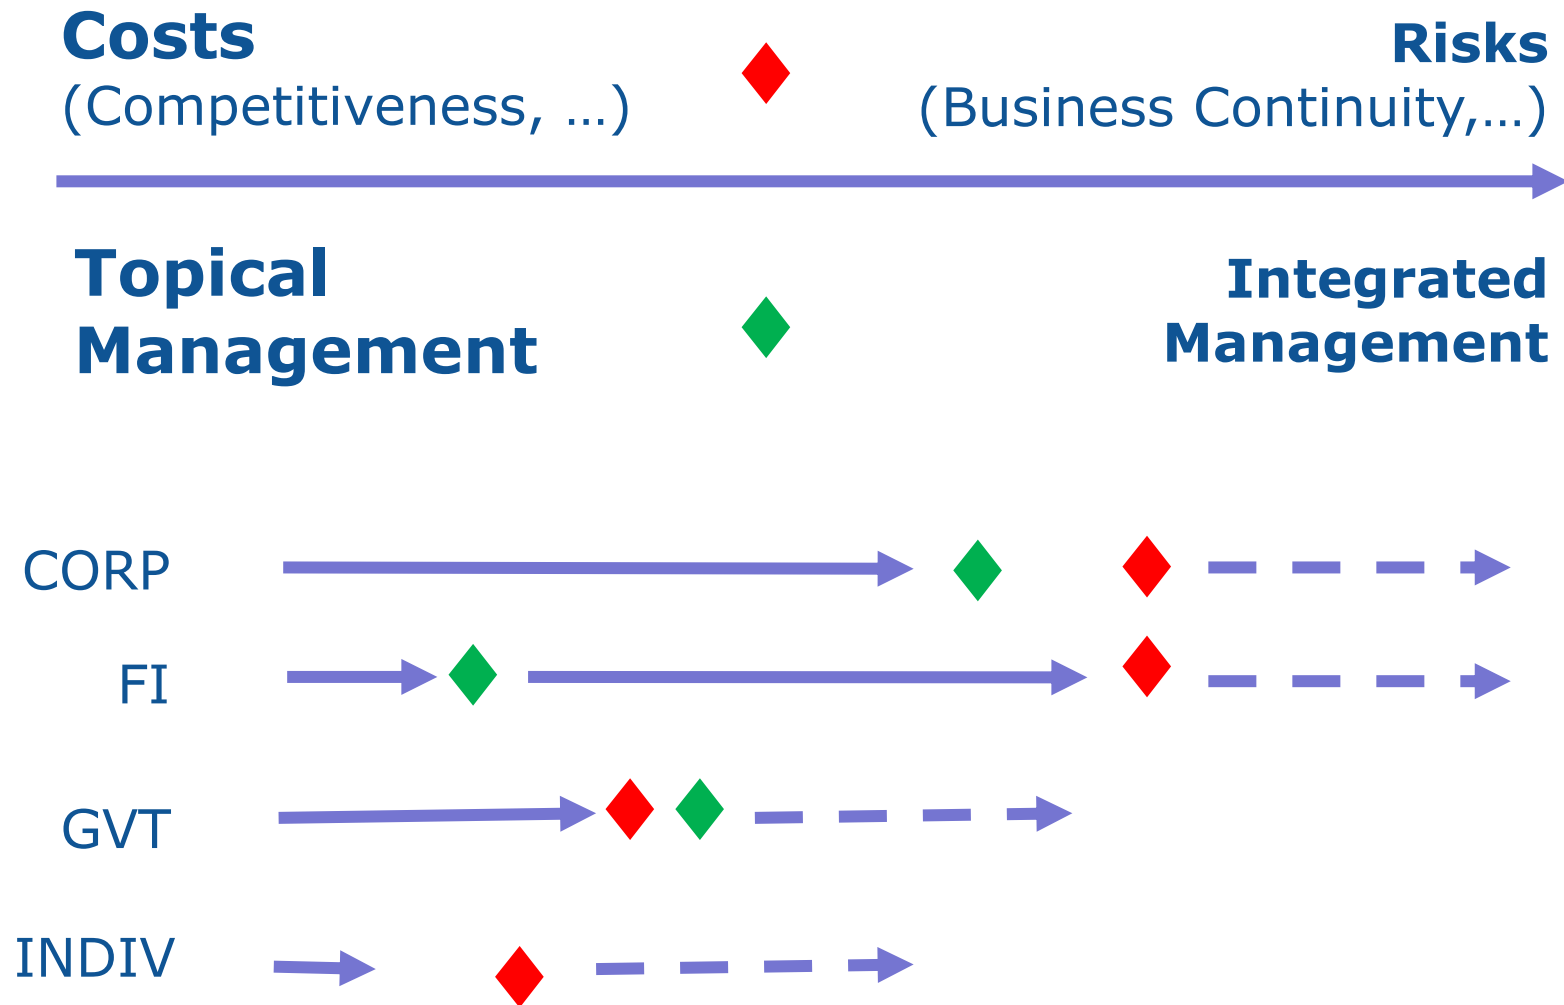 Costs
(Competitiveness, …)
Risks
(Business Continuity,…)
Topical
Management
Integrated
Management
CORP
FI
GVT
INDIV